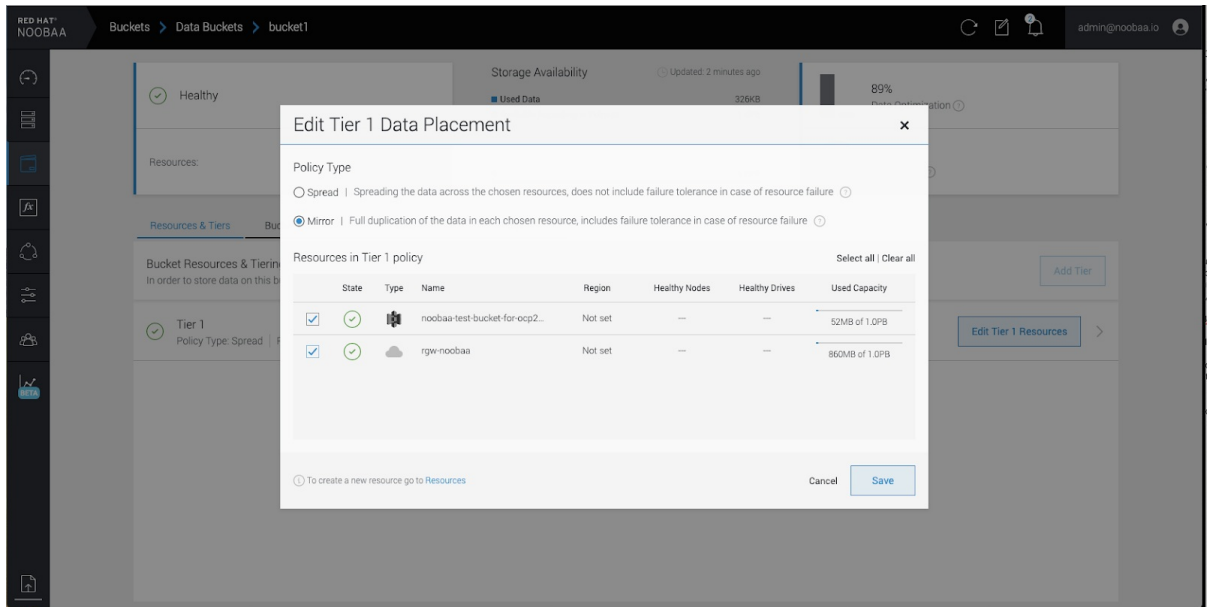 RED HAT®
NOOBAA
Buckets > Data Buckets > bucket1
2
admin@noobaa.io
Healthy
Storage Availability
Updated: 2 minutes ago
Used Data
326KB
89%
Data Optimization
Resources:
Edit Tier 1 Data Placement
Policy Type
Spread | Spreading the data across the chosen resources, does not include failure tolerance in case of resource failure
Mirror | Full duplication of the data in each chosen resource, includes failure tolerance in case of resource failure
Resources & Tiers
Bucket Resources &
In order to store data on this
Add Tier
Resources in Tier 1 policy
Select all | Clear all
State Type Name Region Healthy Nodes Healthy Drives Used Capacity
noobaa-test-bucket-for-ocp2... Not set — — 52MB of 1.0PB
rgw-noobaa Not set — — 860MB of 1.0PB
Tier 1
Policy Type: Spread
Edit Tier 1 Resources
BETA
To create a new resource go to Resources
Cancel
Save